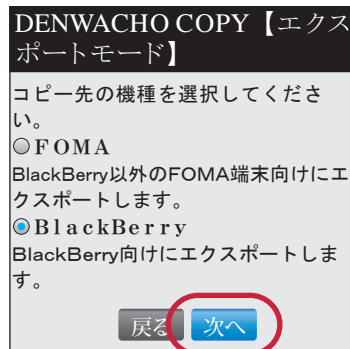 DENWACHO COPY【エクス
ポートモード】
コピー先の機種を選択してくださ
い。
FOMA
BlackBerry以外のFOMA端末向けにエ
クスポートします。
BlackBerry
BlackBerry向けにエクスポートしま
す。
戻る 次へ